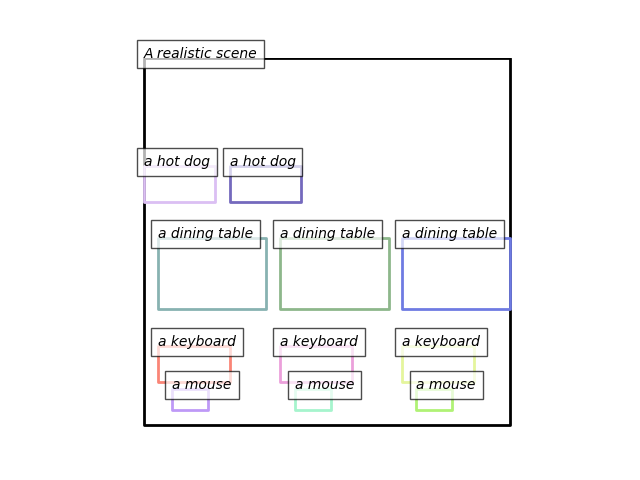 A realistic scene
a hot dog
a hot dog
a dining table
a dining table
a dining table
a keyboard
a keyboard
a keyboard
a mouse
a mouse
a mouse